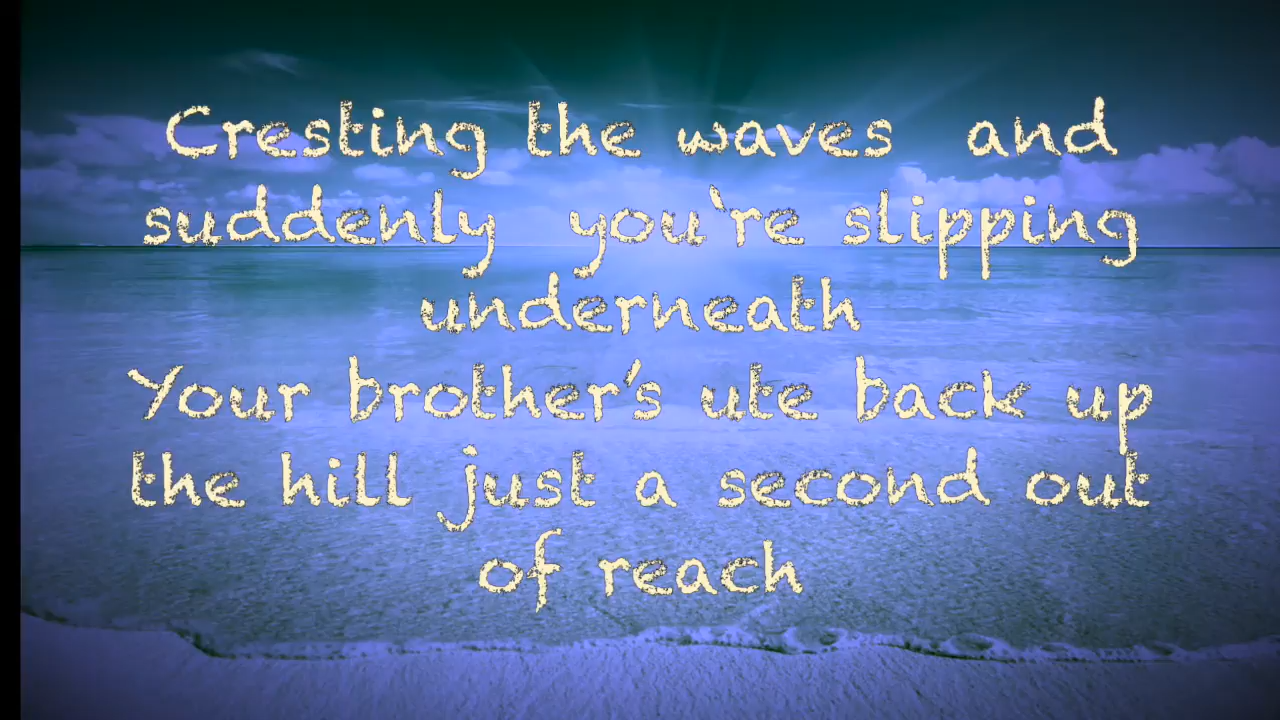 Cresting the waves  and
suddenly  you're slipping
underneath
Your brother's ute back up
the hill just a second out
of reach